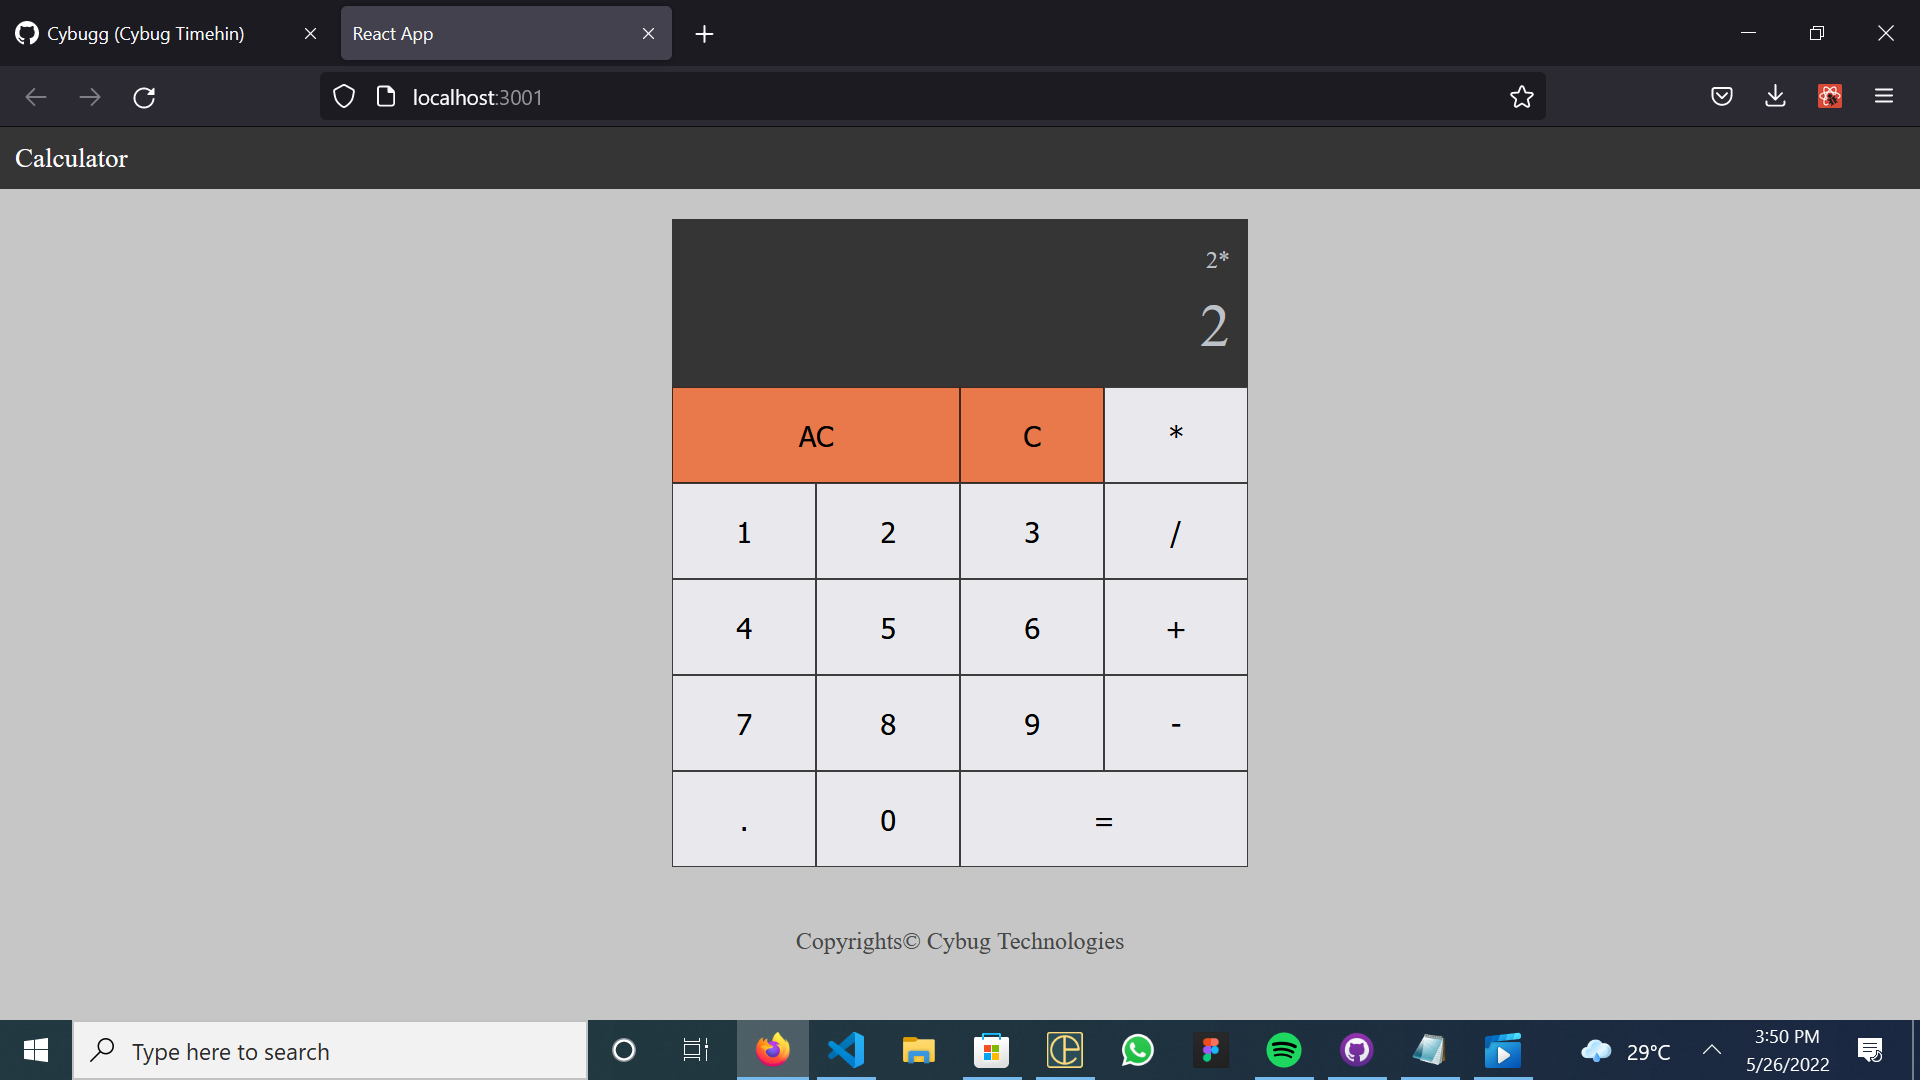 Cybugg (Cybug Timehin)
React App
localhost:3001
Calculator
2*
2
AC C *
1 2 3 /
4 5 6 +
7 8 9 -
. 0 =
Copyrights© Cybug Technologies
Type here to search
29°C
3:50 PM
5/26/2022